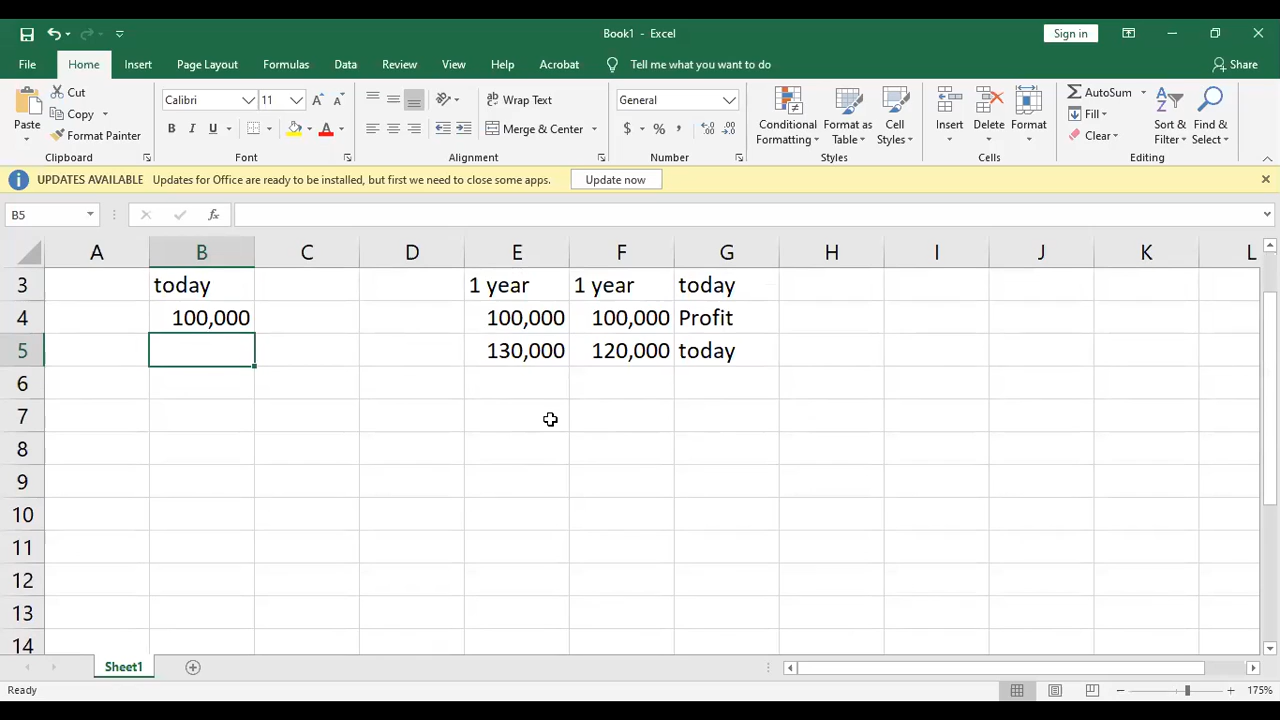 Book1 - Excel
Sign in
File Home Insert Page Layout Formulas Data Review View Help Acrobat Tell me what you want to do Share
Paste Cut Copy Format Painter
Clipboard
Calibri 11
B I U A
Font
Wrap Text
Merge & Center
Alignment
General
$ % ,
Number
Conditional Formatting Format as Table Cell Styles
Styles
Insert Delete Format
Cells
AutoSum
Fill
Clear
Sort & Filter Find & Select
Editing
UPDATES AVAILABLE Updates for Office are ready to be installed, but first we need to close some apps. Update now
B5 fx
A B C D E F G H I J K L
3 today 1 year 1 year today
4 100,000 100,000 100,000 Profit
5 130,000 120,000 today
6
7
8
9
10
11
12
13
14
Sheet1
Ready 175%